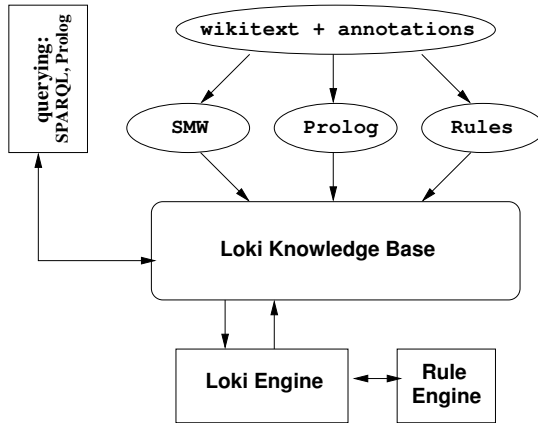 wikitext + annotations
querying:
SPARQL, Prolog
SMW
Prolog
Rules
Loki Knowledge Base
Loki Engine
Rule
Engine